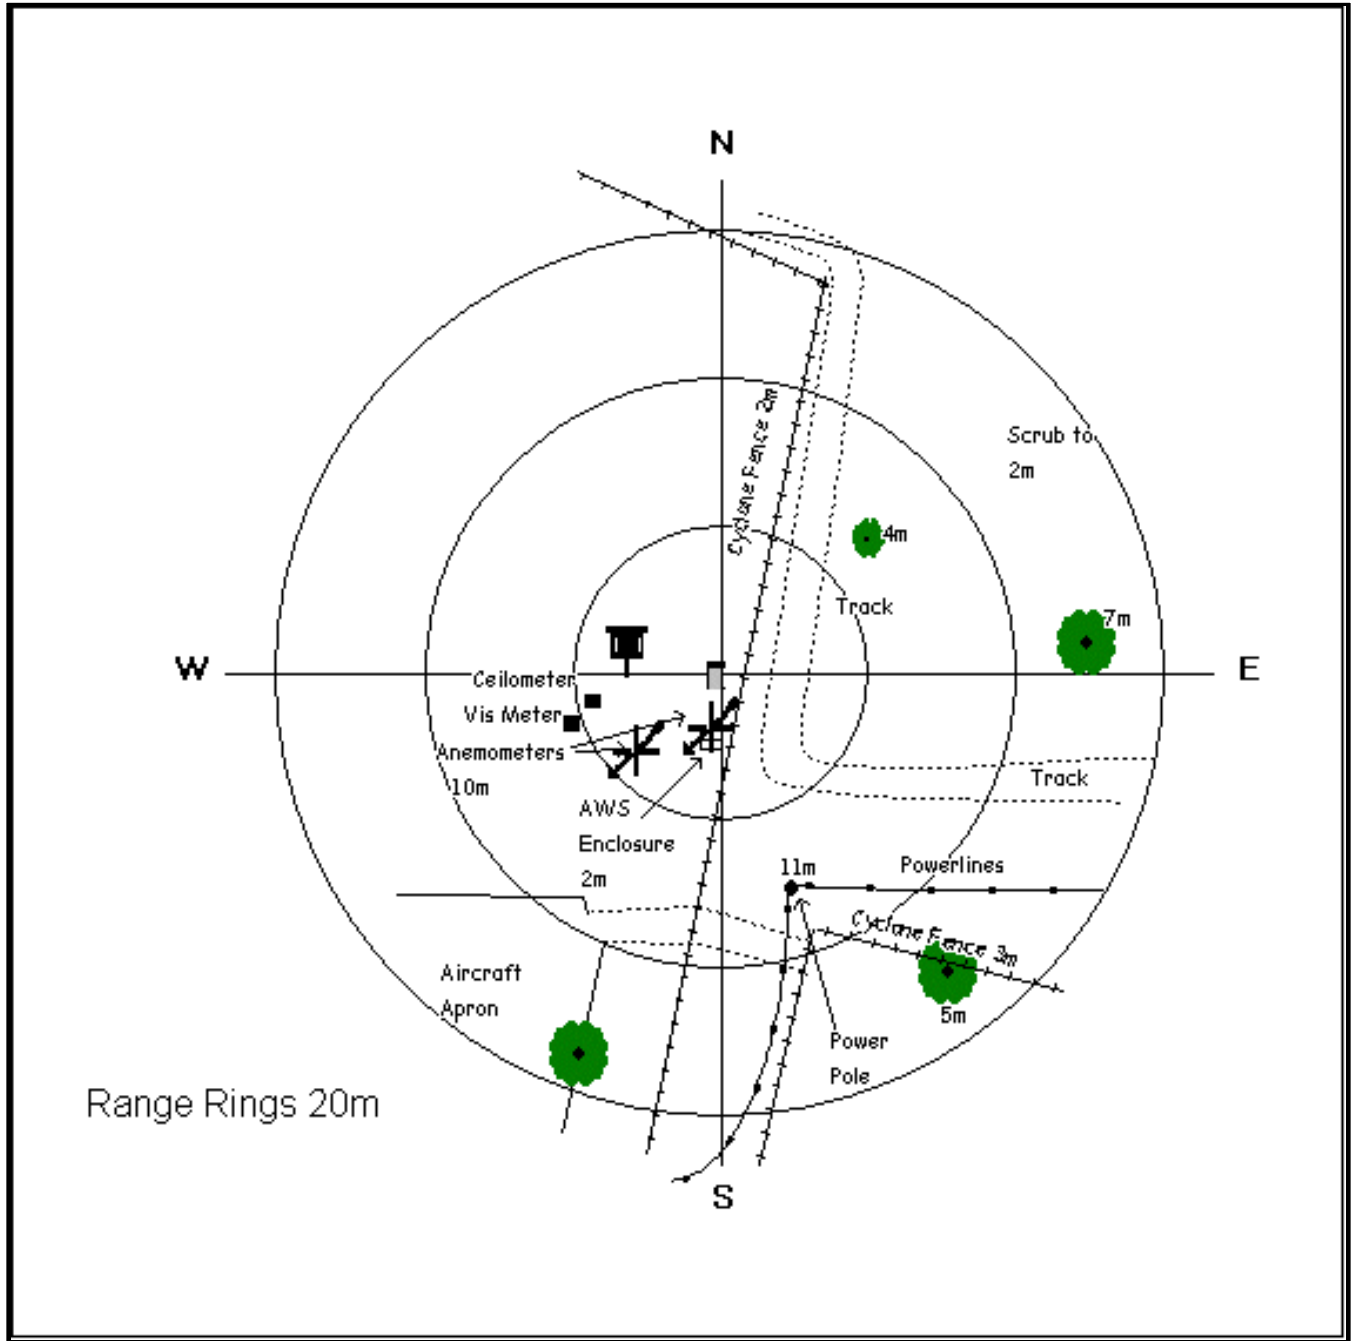 N
Cyclone Fence 2m
Scrub to
2m
4m
Track
7m
W
E
Ceilometer
Vis Meter
Anemometers
10m
Track
AWS
Enclosure
2m
11m
Powerlines
Cyclone Fence 3m
Aircraft
Apron
5m
Power
Pole
Range Rings 20m
S